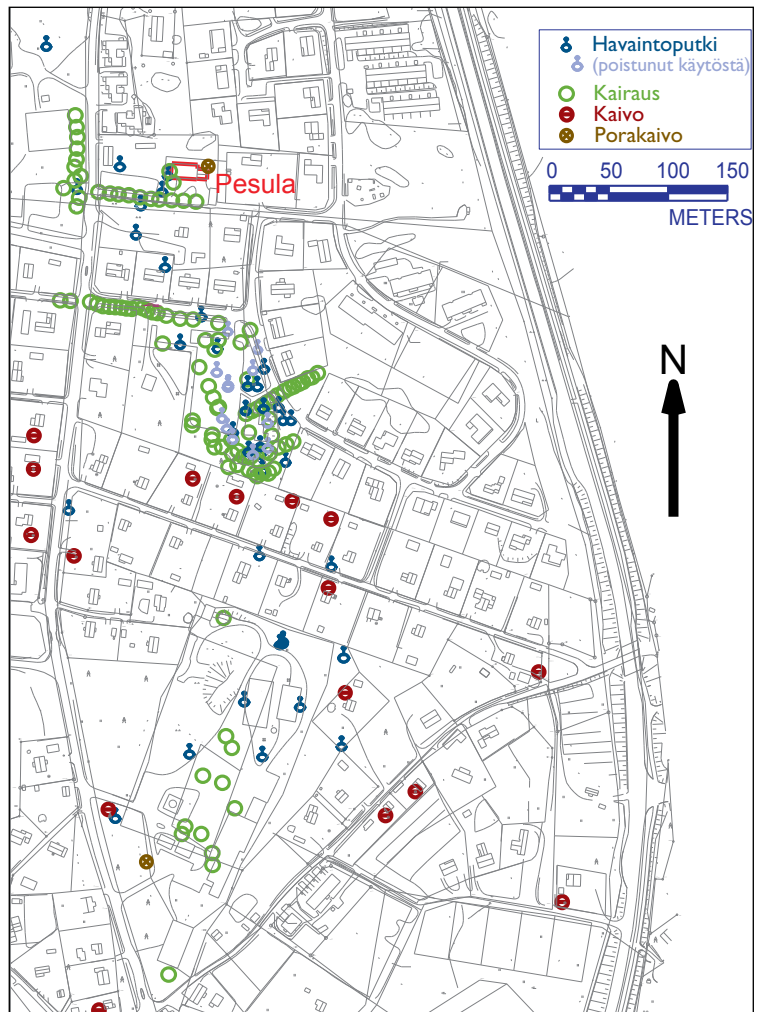 Havaintoputki
(poistunut käytöstä)
Kairaus
Kaivo
Porakaivo
0 50 100 150
METERS
Pesula
N